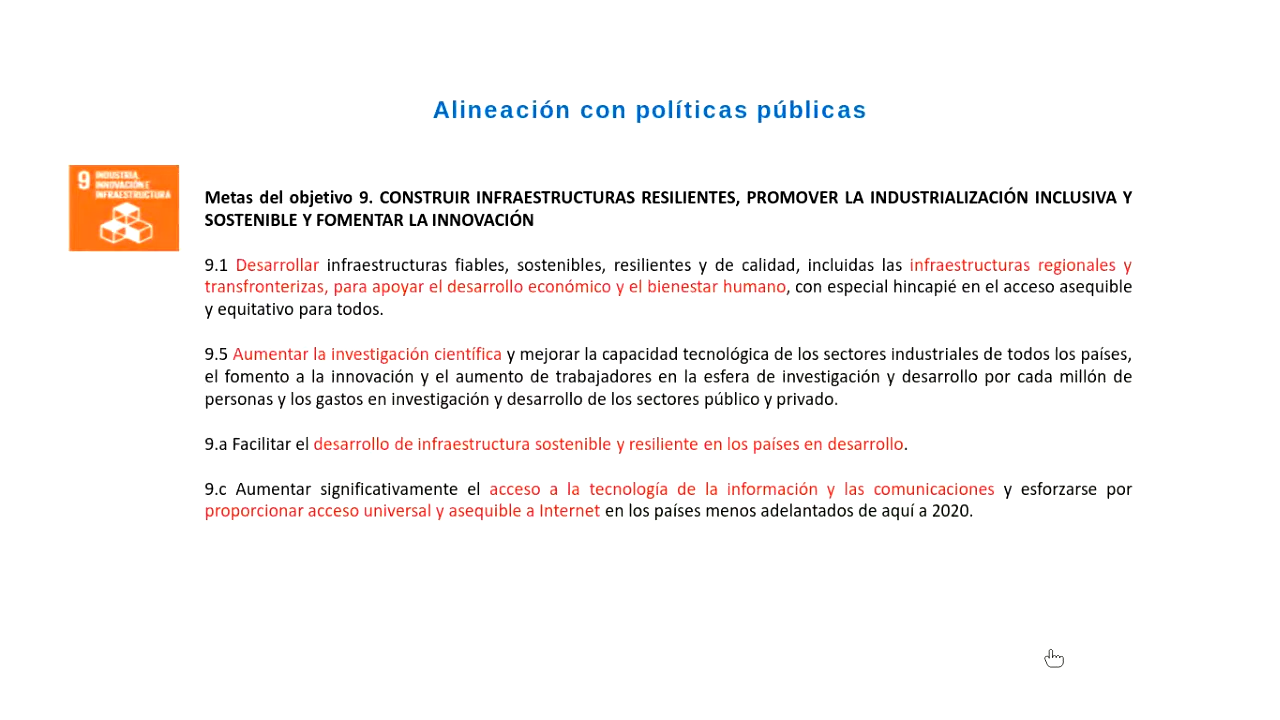 Alineación con políticas públicas
9 INDUSTRIA,
INNOVACIÓN E
INFRAESTRUCTURA
Metas del objetivo 9. CONSTRUIR INFRAESTRUCTURAS RESILIENTES, PROMOVER LA INDUSTRIALIZACIÓN INCLUSIVA Y
SOSTENIBLE Y FOMENTAR LA INNOVACIÓN
9.1 Desarrollar infraestructuras fiables, sostenibles, resilientes y de calidad, incluidas las infraestructuras regionales y
transfronterizas, para apoyar el desarrollo económico y el bienestar humano, con especial hincapié en el acceso asequible
y equitativo para todos.
9.5 Aumentar la investigación científica y mejorar la capacidad tecnológica de los sectores industriales de todos los países,
el fomento a la innovación y el aumento de trabajadores en la esfera de investigación y desarrollo por cada millón de
personas y los gastos en investigación y desarrollo de los sectores público y privado.
9.a Facilitar el desarrollo de infraestructura sostenible y resiliente en los países en desarrollo.
9.c Aumentar significativamente el acceso a la tecnología de la información y las comunicaciones y esforzarse por
proporcionar acceso universal y asequible a Internet en los países menos adelantados de aquí a 2020.